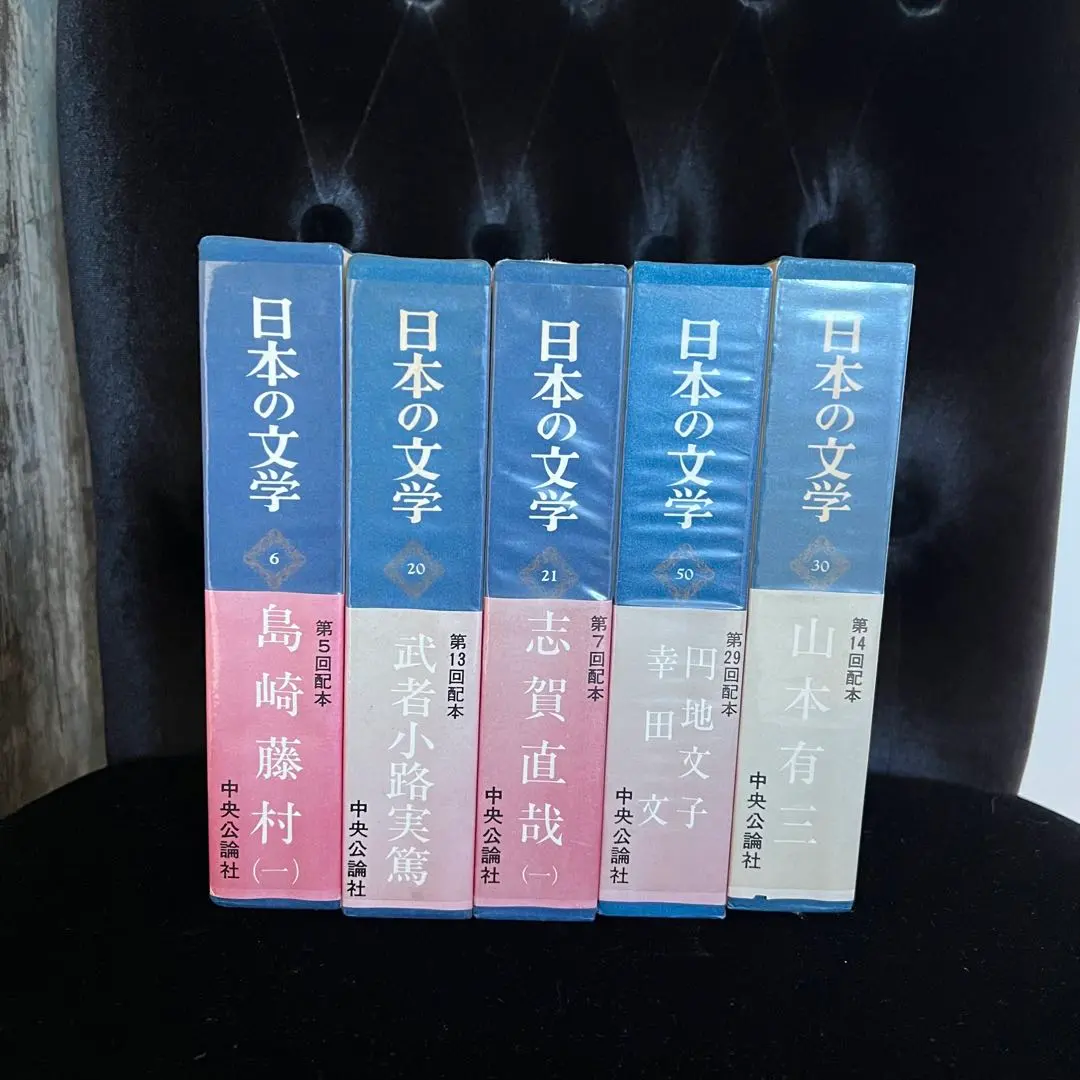 日本の文学
6
第5回配本
島崎藤村(一)
中央公論社
日本の文学
20
第13回配本
武者小路実篤
中央公論社
日本の文学
21
第7回配本
志賀直哉(一)
中央公論社
日本の文学
50
第29回配本
円地文子
幸田文
中央公論社
日本の文学
30
第14回配本
山本有三
中央公論社